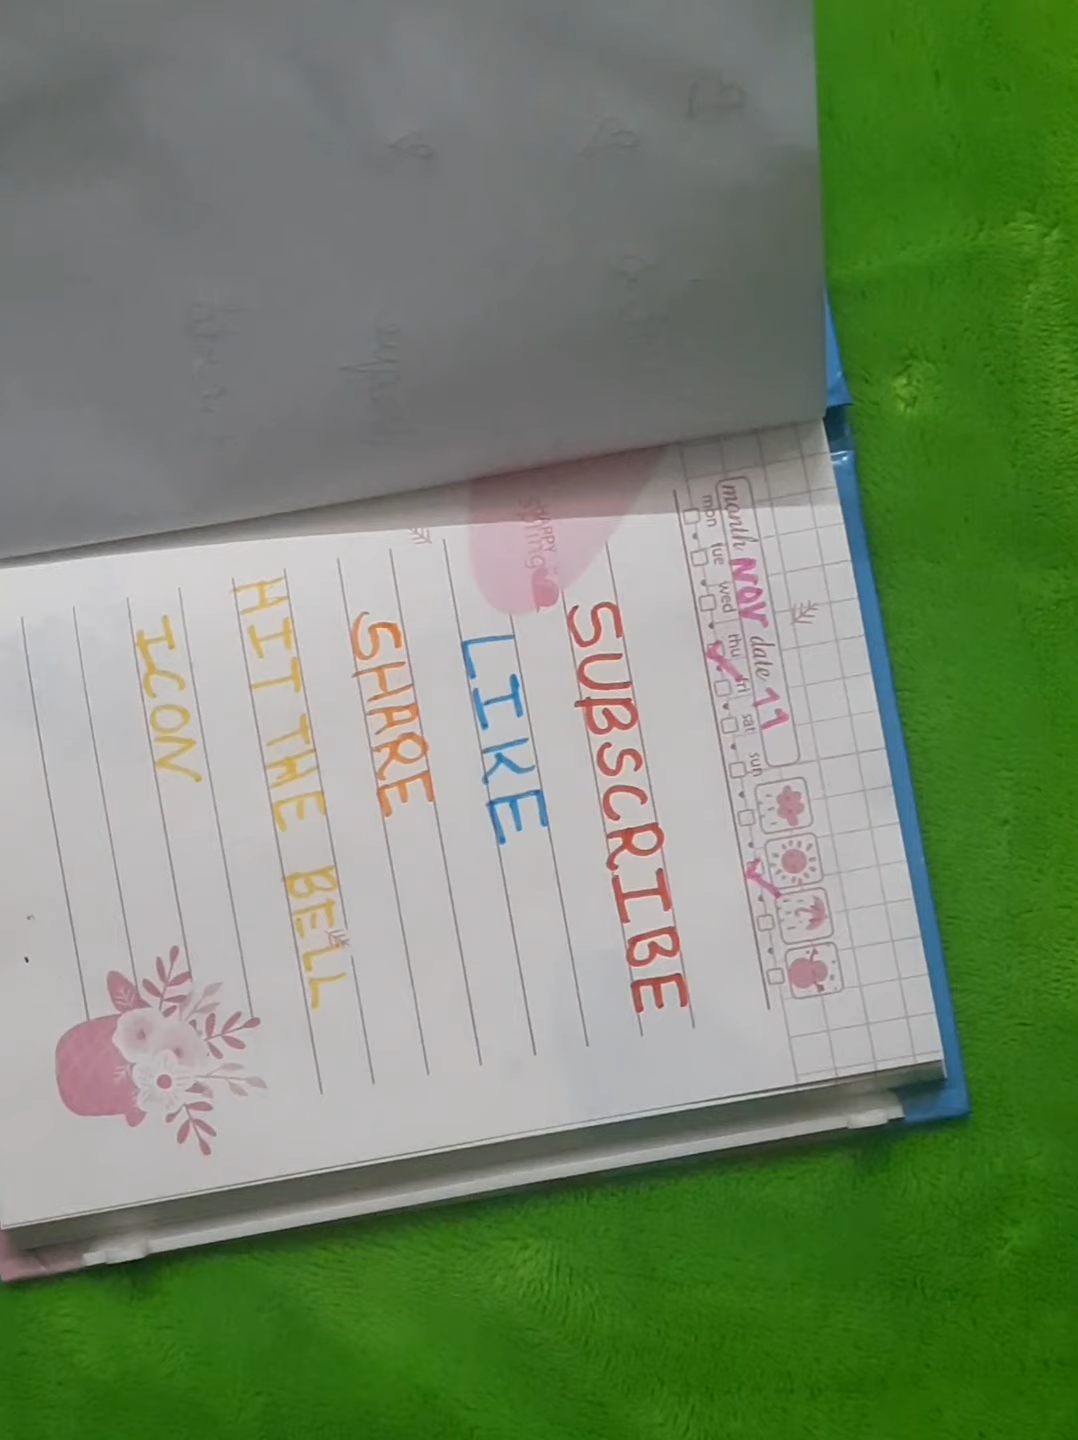 month NOV date 11
mon tue wed thu fri sat sun
HAPPY
spring
SUBSCRIBE
LIKE
SHARE
HIT THE BELL
ICON